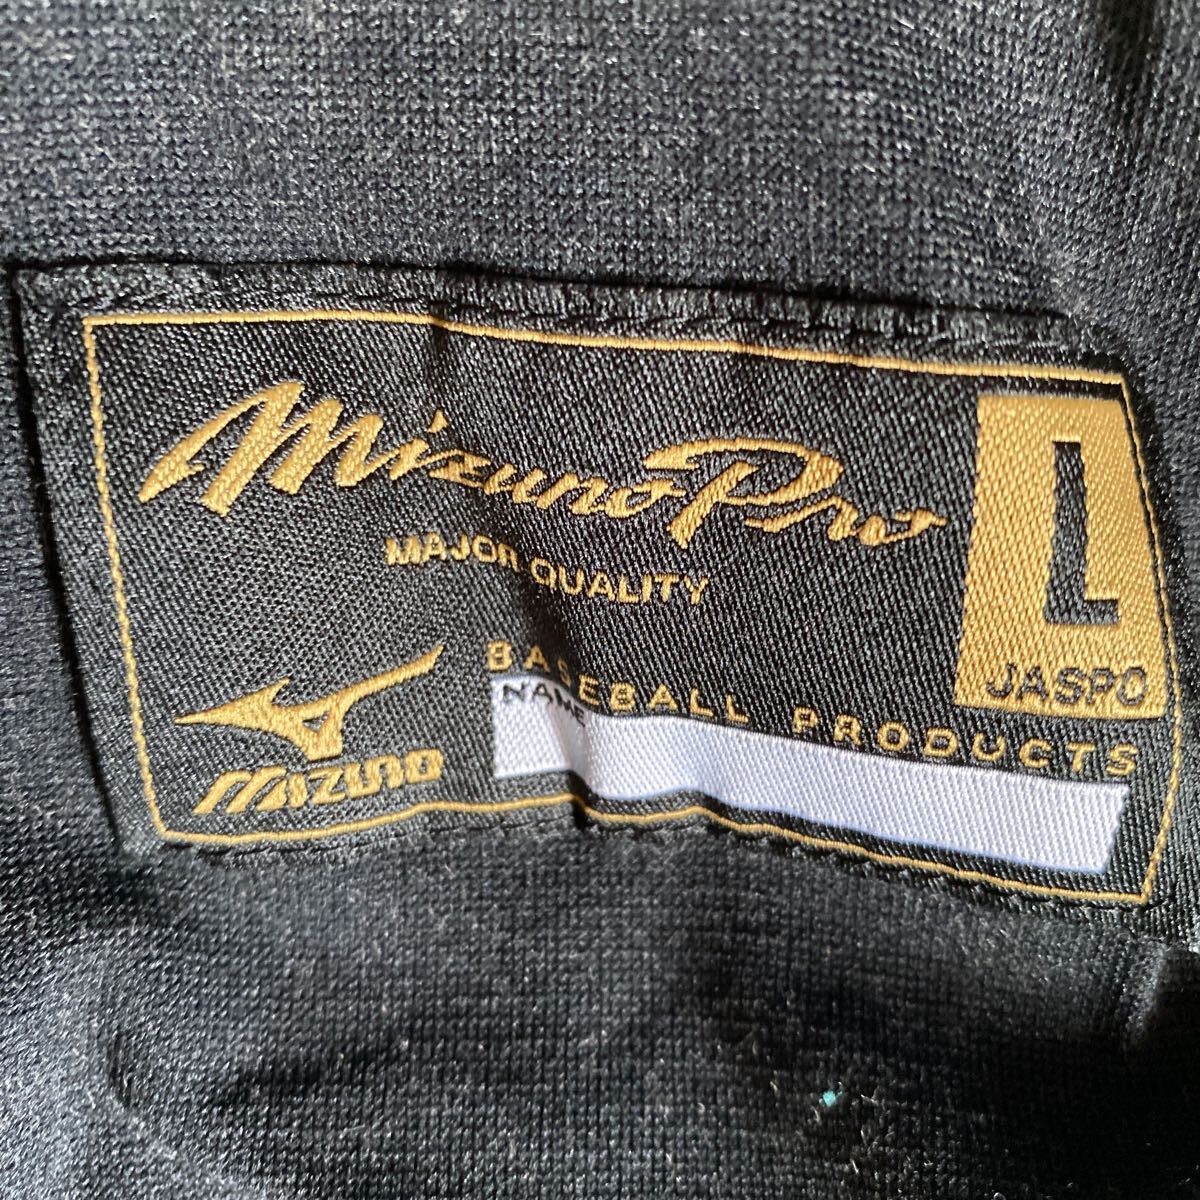 Mizuno Pro
MAJOR QUALITY
L
JASPO
BASEBALL PRODUCTS
NAME
mizuno